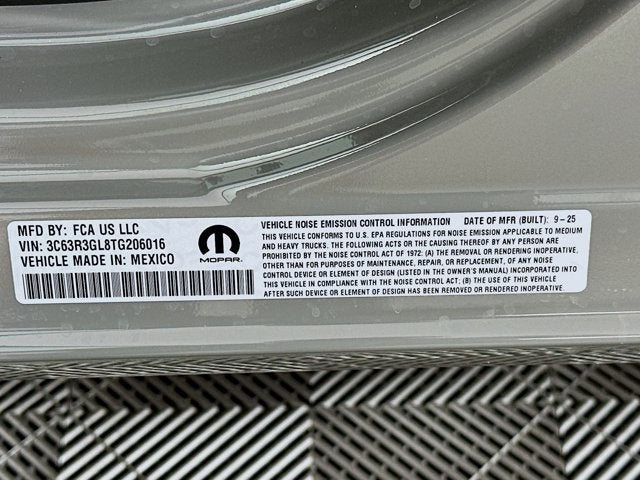 MFD BY: FCA US LLC
VIN: 3C63R3GL8TG206016
VEHICLE MADE IN: MEXICO
MOPAR
VEHICLE NOISE EMISSION CONTROL INFORMATION DATE OF MFR (BUILT): 9-25
THIS VEHICLE CONFORMS TO U.S. EPA REGULATIONS FOR NOISE EMISSION APPLICABLE TO MEDIUM
AND HEAVY TRUCKS. THE FOLLOWING ACTS OR THE CAUSING THEREOF BY ANY PERSON ARE
PROHIBITED BY THE NOISE CONTROL ACT OF 1972: (A) THE REMOVAL OR RENDERING INOPERATIVE,
OTHER THAN FOR PURPOSES OF MAINTENANCE, REPAIR, OR REPLACEMENT, OF ANY NOISE
CONTROL DEVICE OR ELEMENT OF DESIGN (LISTED IN THE OWNER'S MANUAL) INCORPORATED INTO
THIS VEHICLE IN COMPLIANCE WITH THE NOISE CONTROL ACT; (B) THE USE OF THIS VEHICLE
AFTER SUCH DEVICE OR ELEMENT OF DESIGN HAS BEEN REMOVED OR RENDERED INOPERATIVE.